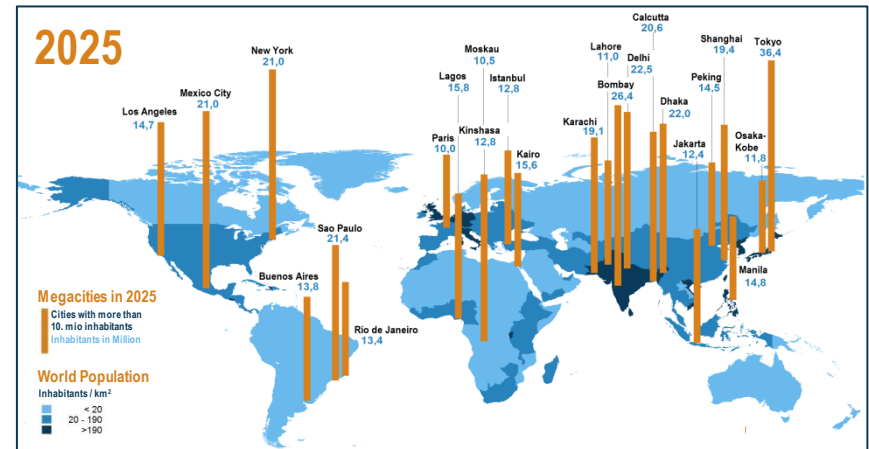 2025
New York
21,0
Mexico City
21,0
Los Angeles
14,7
Sao Paulo
21,4
Buenos Aires
13,8
Rio de Janeiro
13,4
Moskau
10,5
Lagos
15,8
Istanbul
12,8
Paris
10,0
Kinshasa
12,8
Kairo
15,6
Calcutta
20,6
Lahore
11,0
Delhi
22,5
Bombay
26,4
Karachi
19,1
Dhaka
22,0
Shanghai
19,4
Tokyo
36,4
Peking
14,5
Jakarta
12,4
Osaka-
Kobe
11,8
Manila
14,8
Megacities in 2025
Cities with more than
10. mio inhabitants
Inhabitants in Million
World Population
Inhabitants / km²
< 20
20 - 190
>190